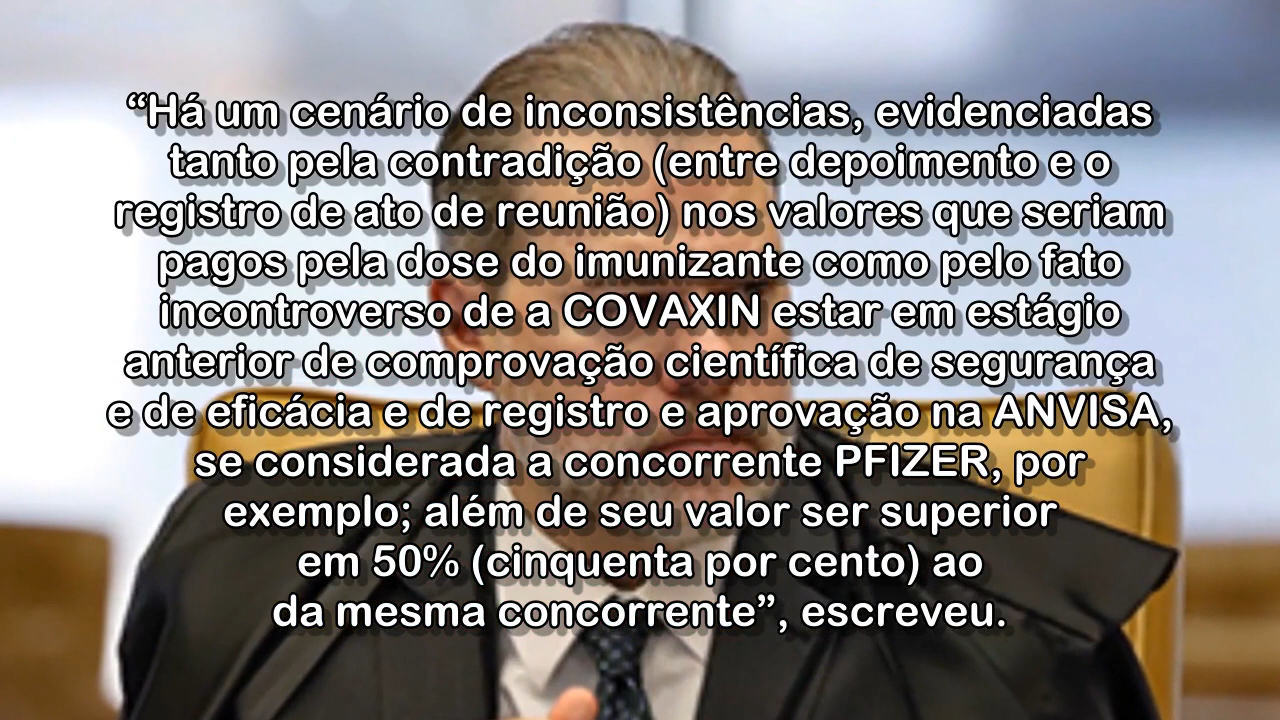 “Há um cenário de inconsistências, evidenciadas
tanto pela contradição (entre depoimento e o
registro de ato de reunião) nos valores que seriam
pagos pela dose do imunizante como pelo fato
incontroverso de a COVAXIN estar em estágio
anterior de comprovação científica de segurança
e de eficácia e de registro e aprovação na ANVISA,
se considerada a concorrente PFIZER, por
exemplo; além de seu valor ser superior
em 50% (cinquenta por cento) ao
da mesma concorrente”, escreveu.